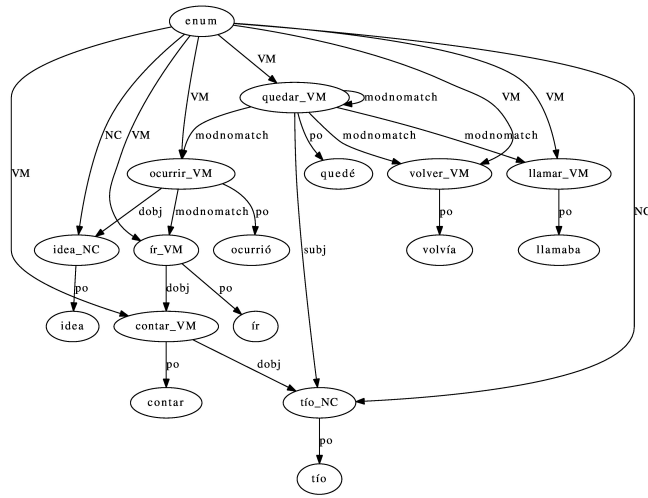 enum
VM
quedar_VM
modnomatch
NC
VM
VM
VM
VM
modnomatch
po
modnomatch
modnomatch
VM
ocurrir_VM
quedé
volver_VM
llamar_VM
dobj
modnomatch
po
po
po
NC
idea_NC
ír_VM
ocurrió
subj
volvía
llamaba
po
dobj
po
idea
contar_VM
ír
po
dobj
contar
tío_NC
po
tío